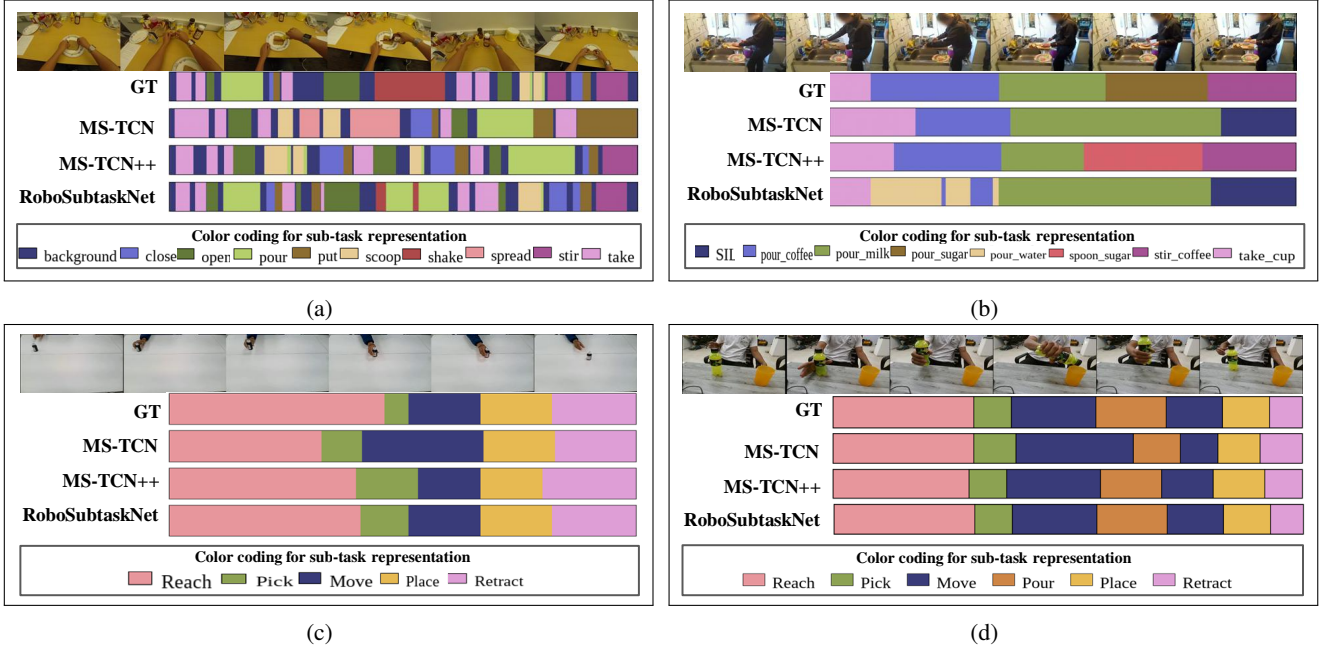 GT
MS-TCN
MS-TCN++
RoboSubtaskNet
Color coding for sub-task representation
background close open pour put scoop shake spread stir take
(a)
GT
MS-TCN
MS-TCN++
RoboSubtaskNet
Color coding for sub-task representation
SIL pour_coffee pour_milk pour_sugar pour_water spoon_sugar stir_coffee take_cup
(b)
GT
MS-TCN
MS-TCN++
RoboSubtaskNet
Color coding for sub-task representation
Reach Pick Move Place Retract
(c)
GT
MS-TCN
MS-TCN++
RoboSubtaskNet
Color coding for sub-task representation
Reach Pick Move Pour Place Retract
(d)